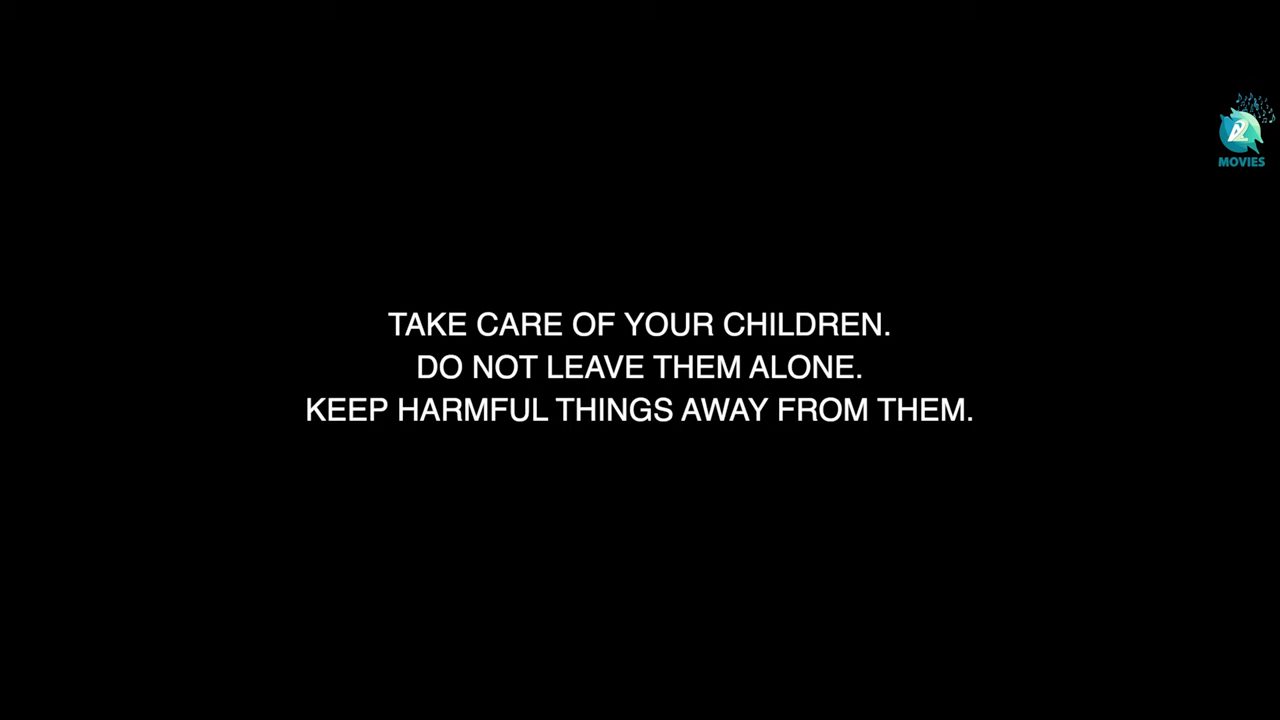 TAKE CARE OF YOUR CHILDREN.
DO NOT LEAVE THEM ALONE.
KEEP HARMFUL THINGS AWAY FROM THEM.
MOVIES